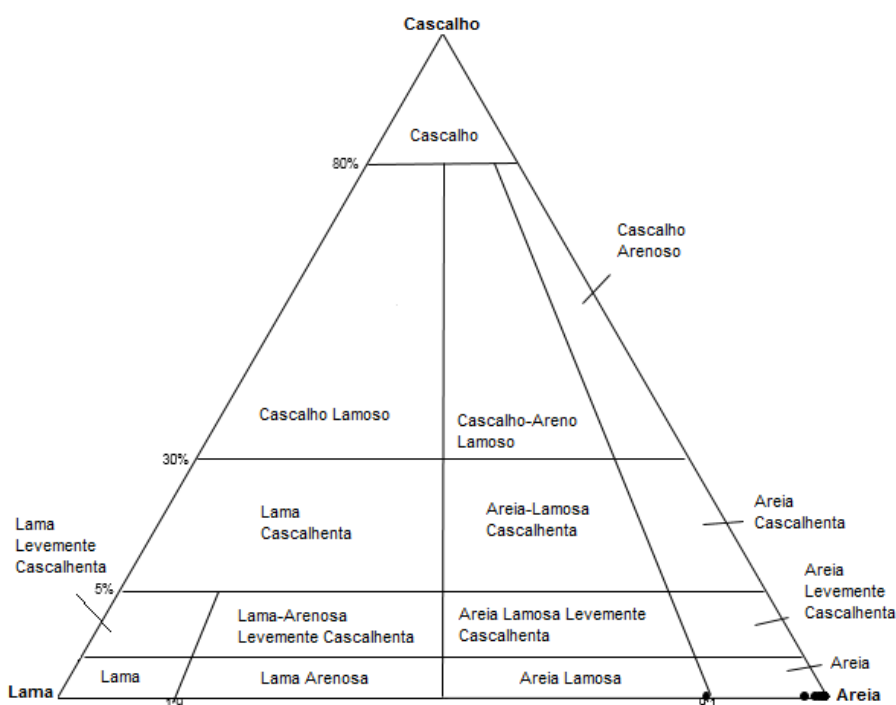 Cascalho
Cascalho
80%
Cascalho
Arenoso
Cascalho Lamoso
Cascalho-Areno
Lamoso
30%
Lama
Levemente
Cascalhenta
Lama
Cascalhenta
Areia-Lamosa
Cascalhenta
Areia
Cascalhenta
5%
Lama-Arenosa
Levemente Cascalhenta
Areia Lamosa Levemente
Cascalhenta
Areia
Levemente
Cascalhenta
Lama
Lama
Lama Arenosa
Areia Lamosa
Areia
Areia